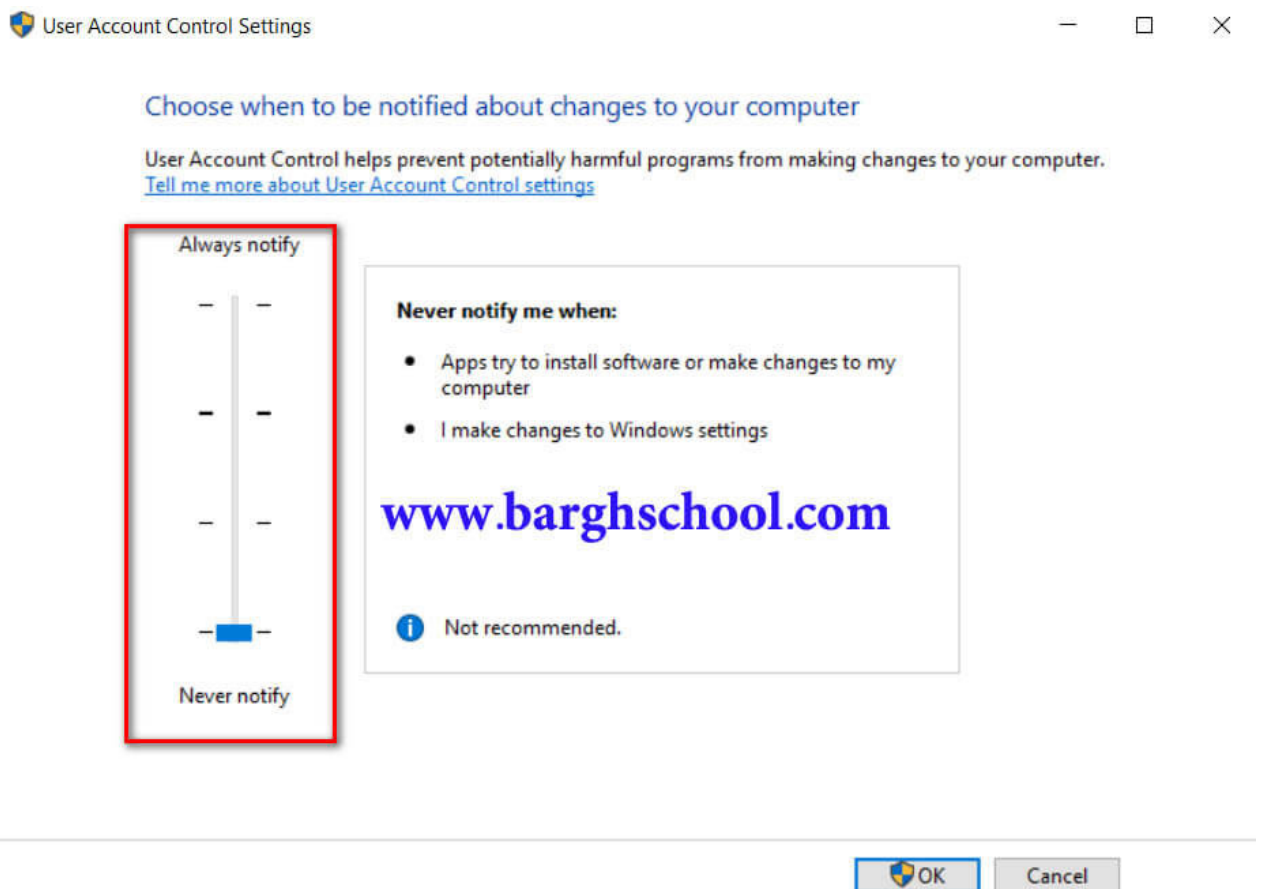 User Account Control Settings
Choose when to be notified about changes to your computer
User Account Control helps prevent potentially harmful programs from making changes to your computer.
Tell me more about User Account Control settings
Always notify
Never notify me when:
• Apps try to install software or make changes to my
computer
• I make changes to Windows settings
www.barghschool.com
Not recommended.
Never notify
OK
Cancel